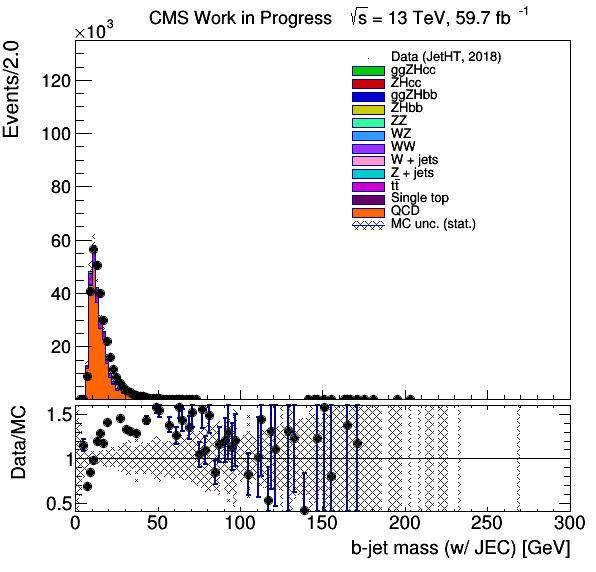 CMS Work in Progress √s = 13 TeV, 59.7 fb⁻¹
×10³
Events/2.0
120
100
80
60
40
20
Data (JetHT, 2018)
ggZHcc
ZHcc
ggZHbb
ZHbb
ZZ
WZ
WW
W + jets
Z + jets
tt̄
Single top
QCD
MC unc. (stat.)
Data/MC
1.5
1
0.5
0 50 100 150 200 250 300
b-jet mass (w/ JEC) [GeV]